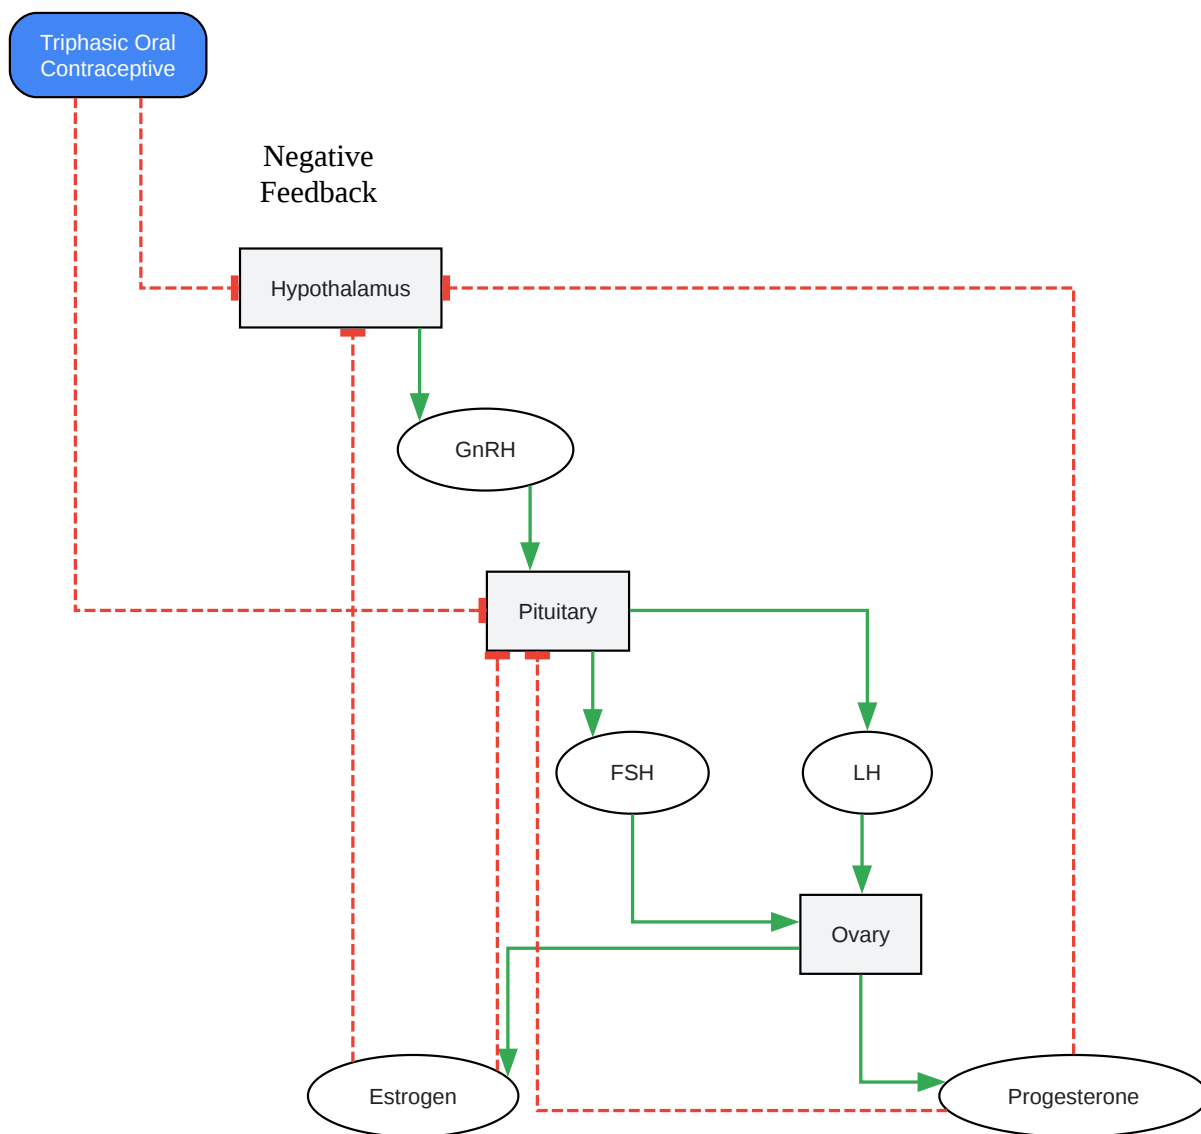 Triphasic Oral
Contraceptive
Negative
Feedback
Hypothalamus
GnRH
Pituitary
FSH
LH
Ovary
Estrogen
Progesterone